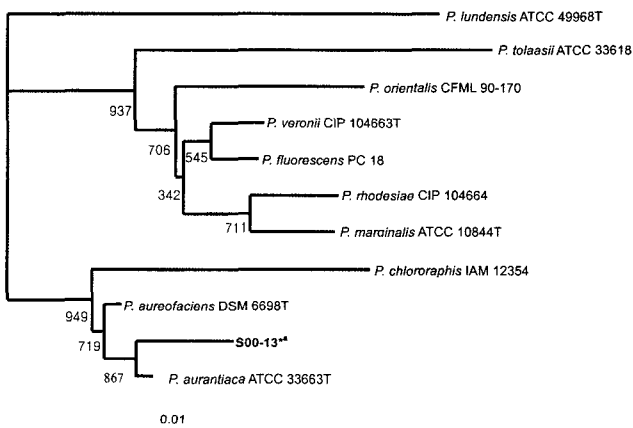 P. lundensis ATCC 49968T
P. tolaasii ATCC 33618
P. orientalis CFML 90-170
937
P. veronii CIP 104663T
706
545
P. fluorescens PC 18
342
P. rhodesiae CIP 104664
711
P. marginalis ATCC 10844T
P. chlororaphis IAM 12354
P. aureofaciens DSM 6698T
949
719
S00-13*ª
867
P. aurantiaca ATCC 33663T
0.01